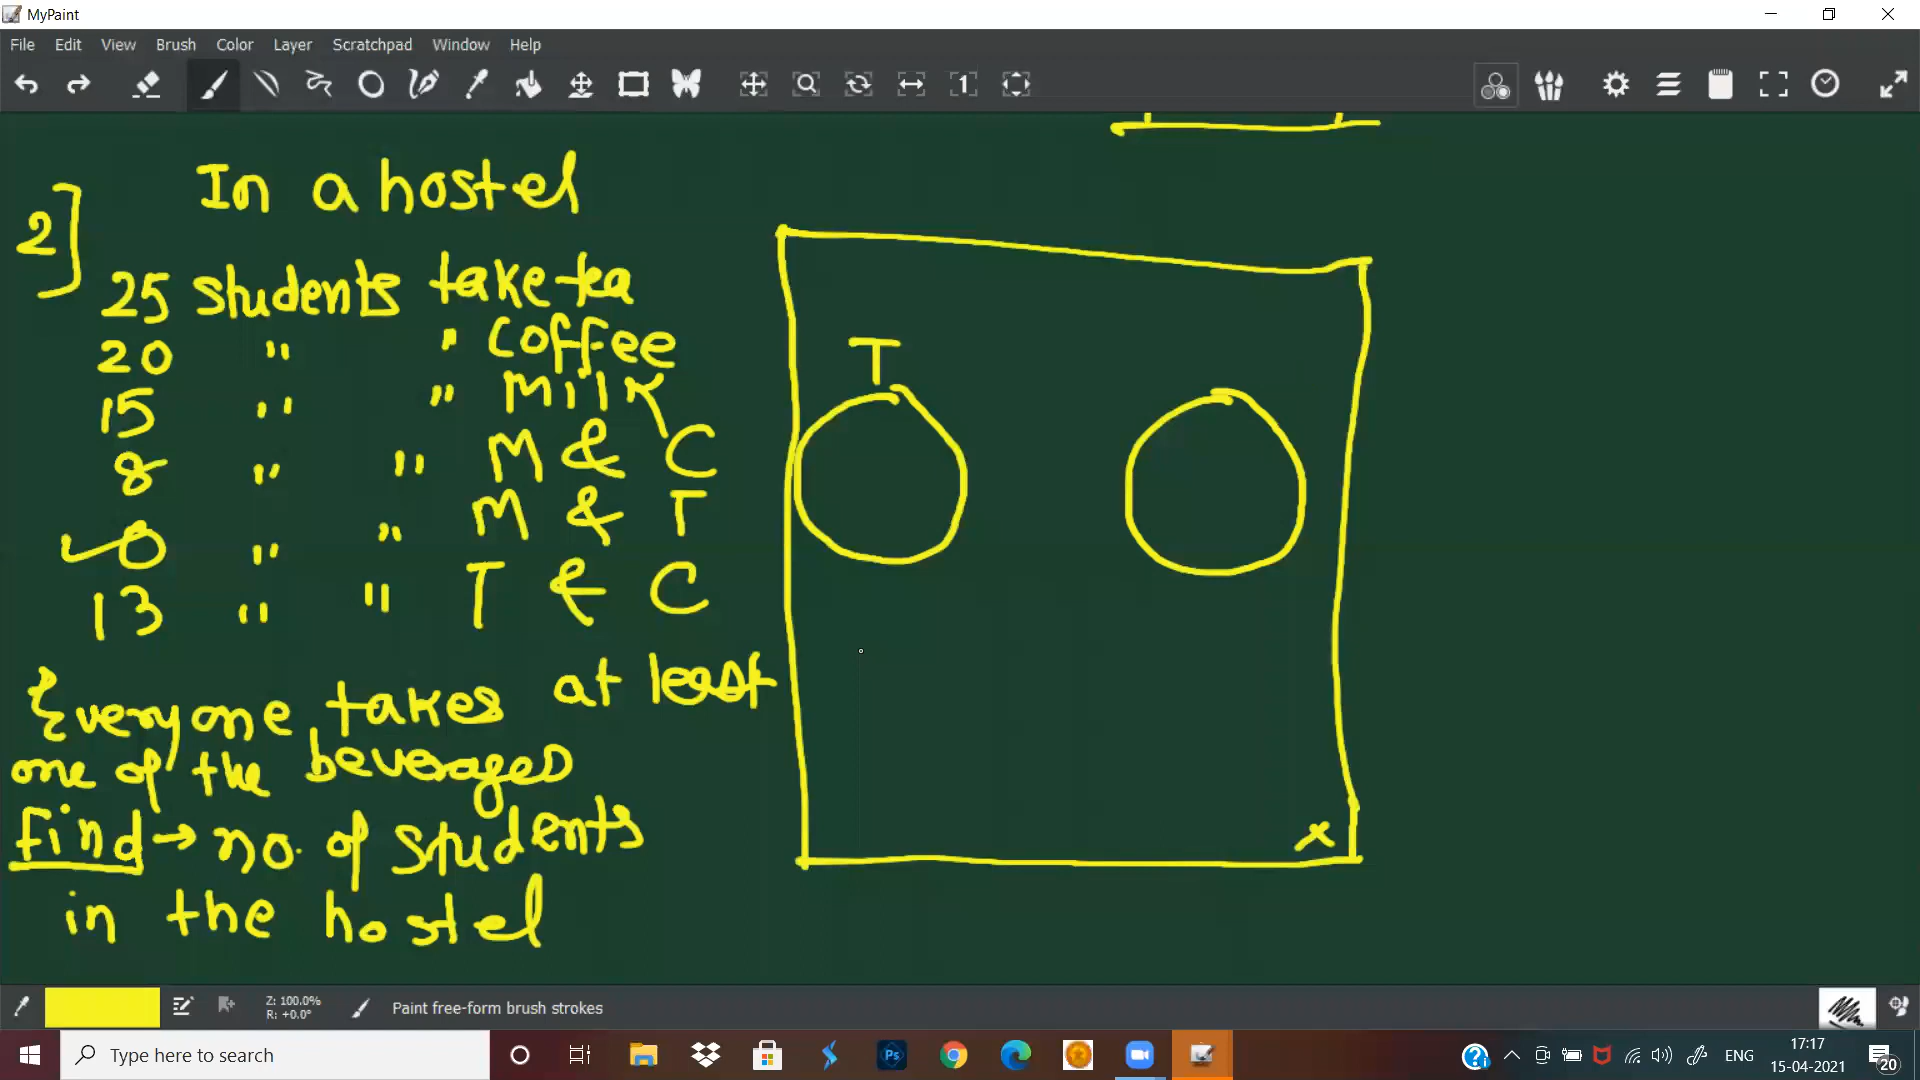 MyPaint
File Edit View Brush Color Layer Scratchpad Window Help
1
2]
In a hostel
25 students take tea
20 " " Coffee
15 " " Milk
8 " " M & C
0 " " M & T
13 " " T & C
Everyone takes at least
one of the beverages
find → no. of students
in the hostel
T
x
Z: 100.0%
R: +0.0°
Paint free-form brush strokes
Type here to search
Ps
ENG
17:17
15-04-2021
20